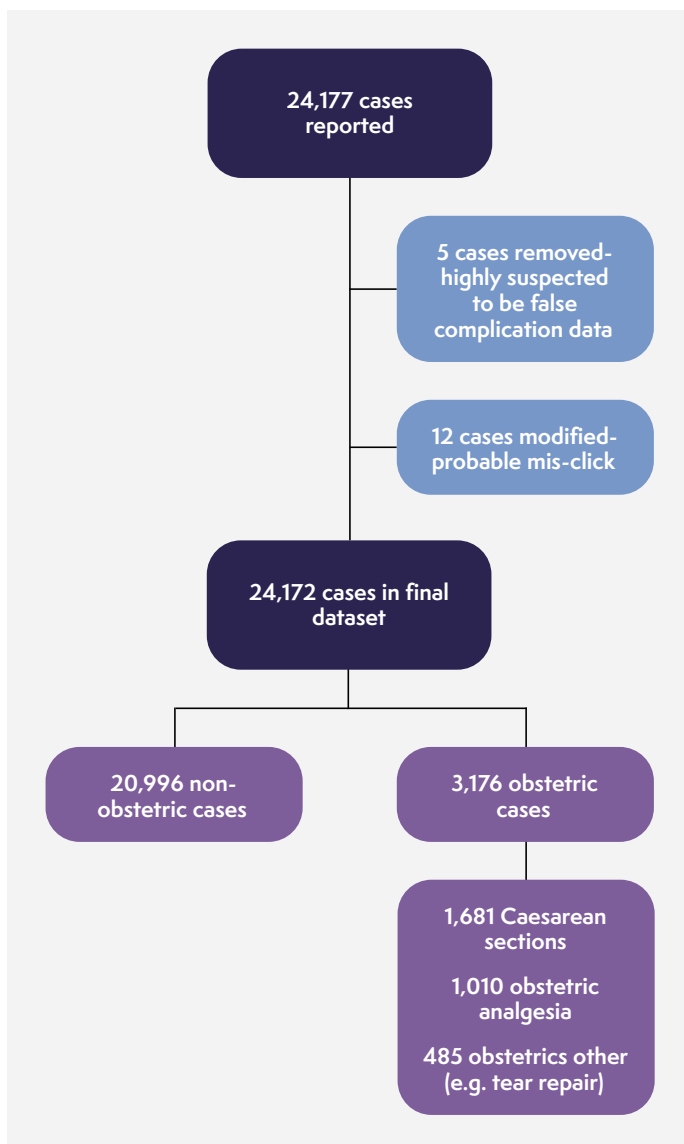 24,177 cases
reported
5 cases removed-
highly suspected
to be false
complication data
12 cases modified-
probable mis-click
24,172 cases in final
dataset
20,996 non-
obstetric cases
3,176 obstetric
cases
1,681 Caesarean
sections
1,010 obstetric
analgesia
485 obstetrics other
(e.g. tear repair)